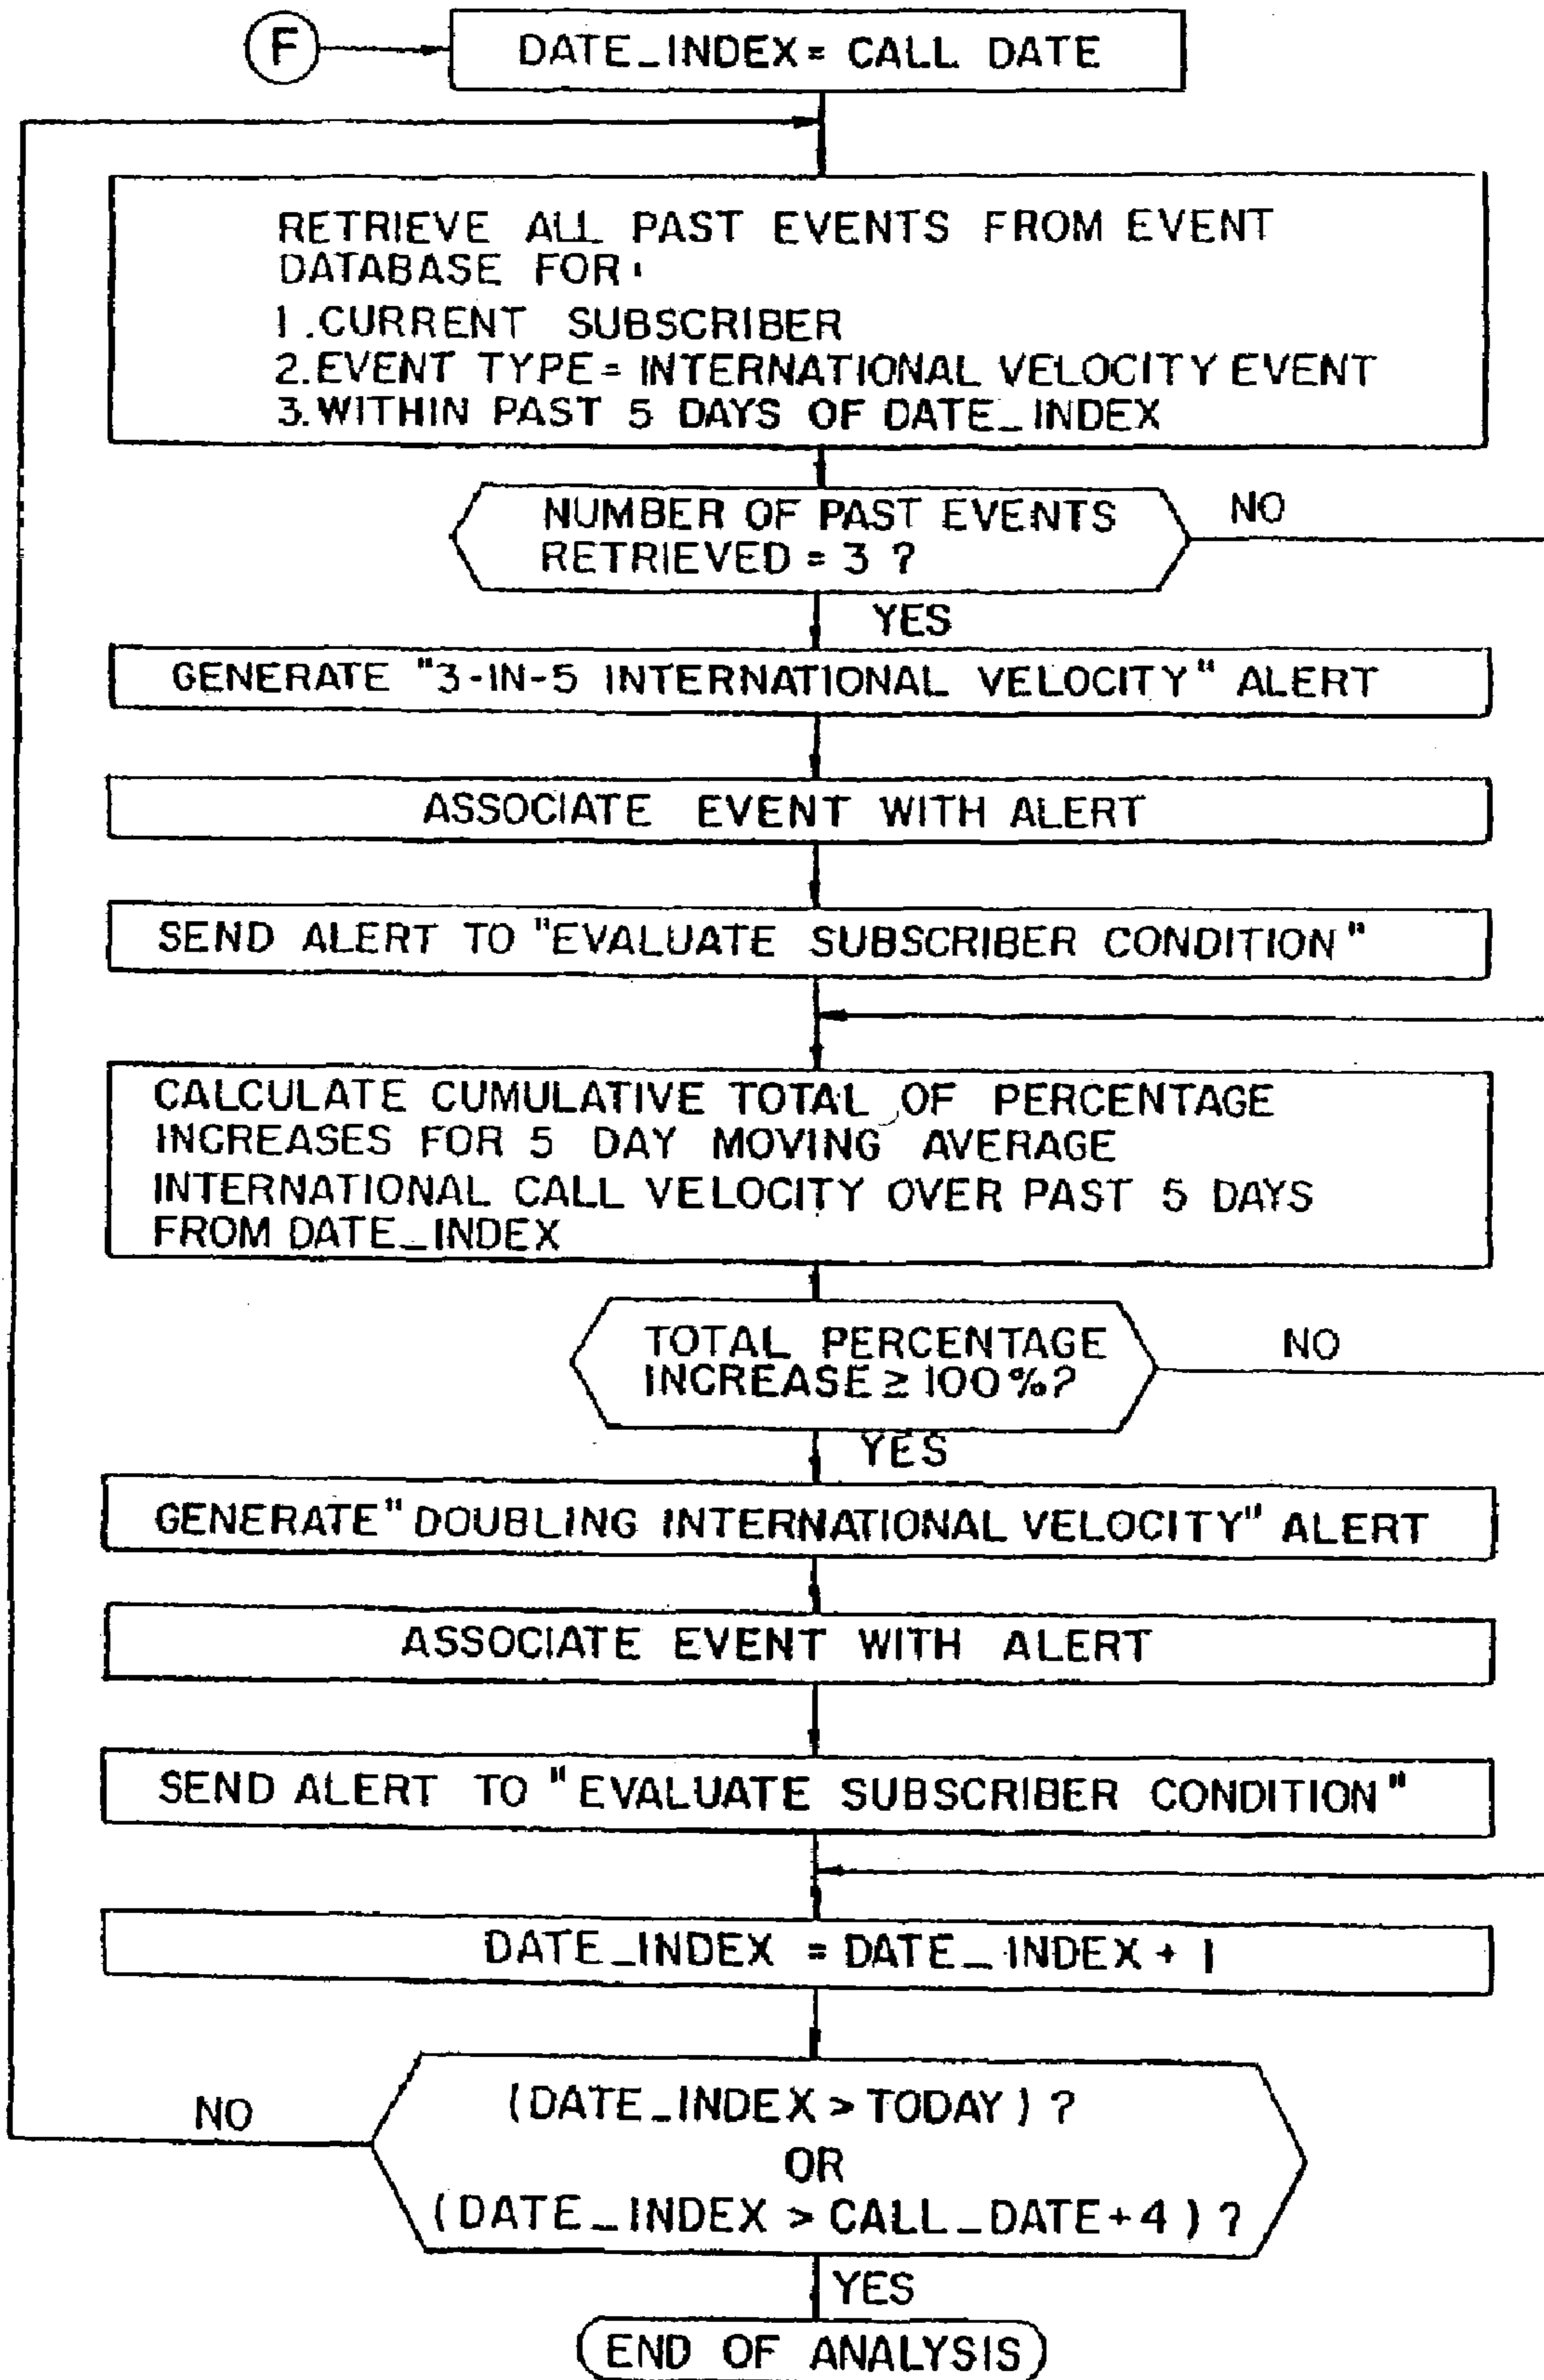 F
DATE_INDEX = CALL DATE
RETRIEVE ALL PAST EVENTS FROM EVENT
DATABASE FOR:
1. CURRENT SUBSCRIBER
2. EVENT TYPE = INTERNATIONAL VELOCITY EVENT
3. WITHIN PAST 5 DAYS OF DATE_INDEX
NUMBER OF PAST EVENTS
RETRIEVED = 3 ?
NO
YES
GENERATE "3-IN-5 INTERNATIONAL VELOCITY" ALERT
ASSOCIATE EVENT WITH ALERT
SEND ALERT TO "EVALUATE SUBSCRIBER CONDITION"
CALCULATE CUMULATIVE TOTAL OF PERCENTAGE
INCREASES FOR 5 DAY MOVING AVERAGE
INTERNATIONAL CALL VELOCITY OVER PAST 5 DAYS
FROM DATE_INDEX
TOTAL PERCENTAGE
INCREASE ≥ 100%?
NO
YES
GENERATE "DOUBLING INTERNATIONAL VELOCITY" ALERT
ASSOCIATE EVENT WITH ALERT
SEND ALERT TO "EVALUATE SUBSCRIBER CONDITION"
DATE_INDEX = DATE_INDEX + 1
NO
(DATE_INDEX > TODAY) ?
OR
(DATE_INDEX > CALL_DATE+4) ?
YES
END OF ANALYSIS